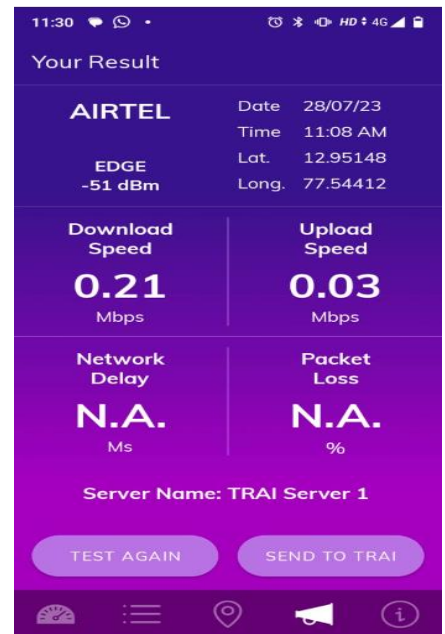 11:30 HD 4G
Your Result
AIRTEL
EDGE
-51 dBm
Date 28/07/23
Time 11:08 AM
Lat. 12.95148
Long. 77.54412
Download
Speed
0.21
Mbps
Upload
Speed
0.03
Mbps
Network
Delay
N.A.
Ms
Packet
Loss
N.A.
%
Server Name: TRAI Server 1
TEST AGAIN SEND TO TRAI